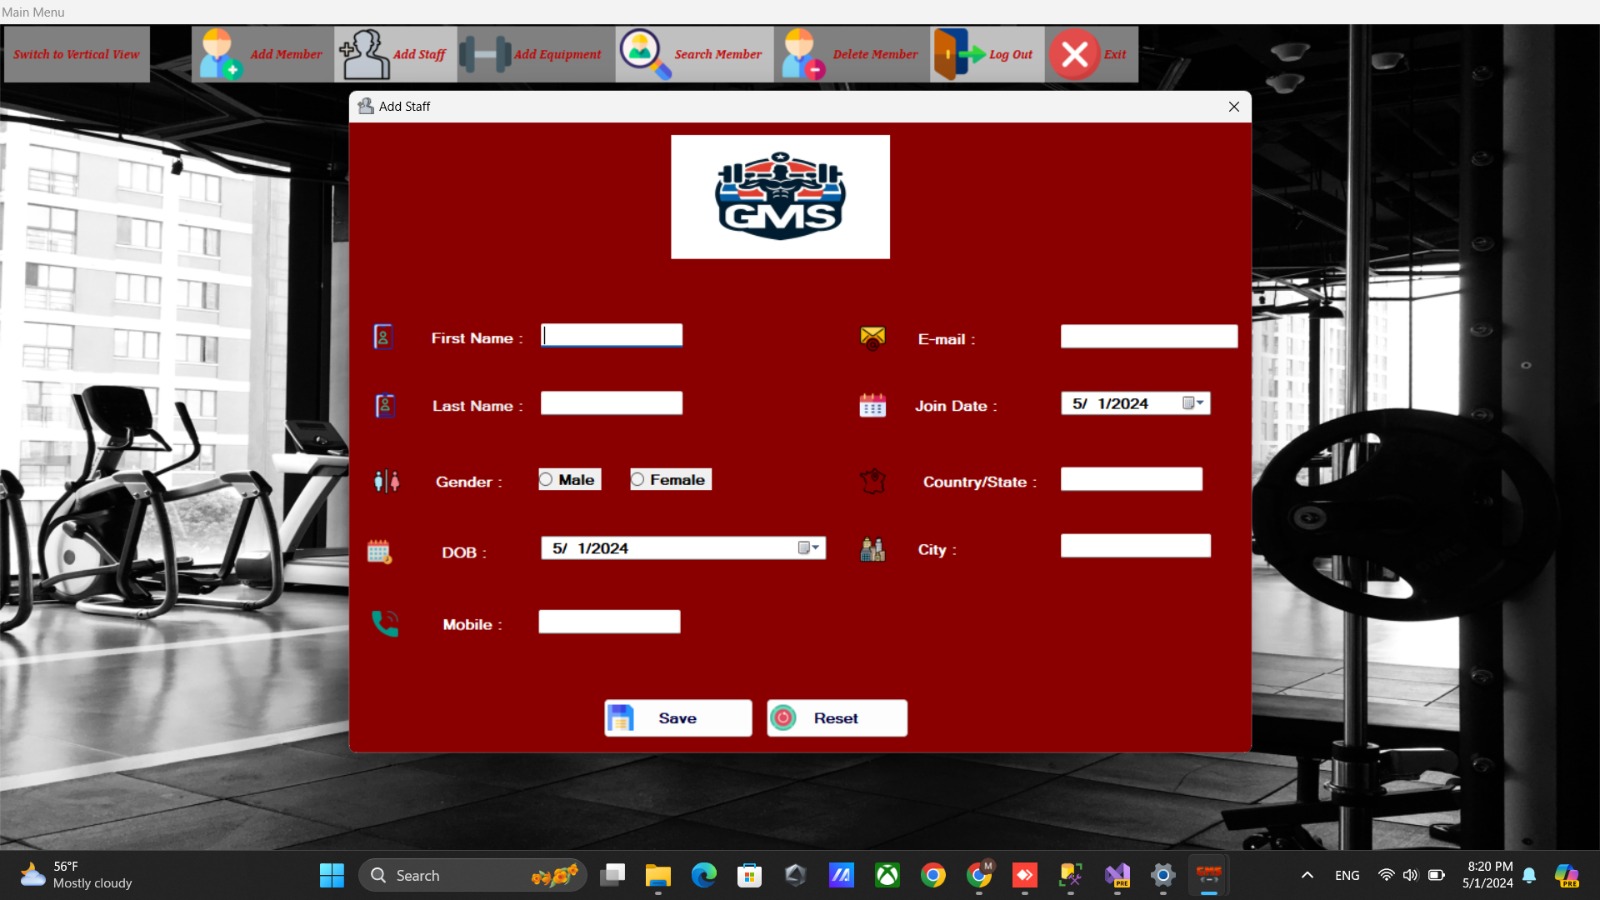 Main Menu
Switch to Vertical View
Add Member
Add Staff
Add Equipment
Search Member
Delete Member
Log Out
Exit
Add Staff
GMS
First Name :
E-mail :
Last Name :
Join Date :
5/ 1/2024
Gender :
Male
Female
Country/State :
DOB :
5/ 1/2024
City :
Mobile :
Save
Reset
56°F
Mostly cloudy
Search
M
PRE
ENG
8:20 PM
5/1/2024
PRE